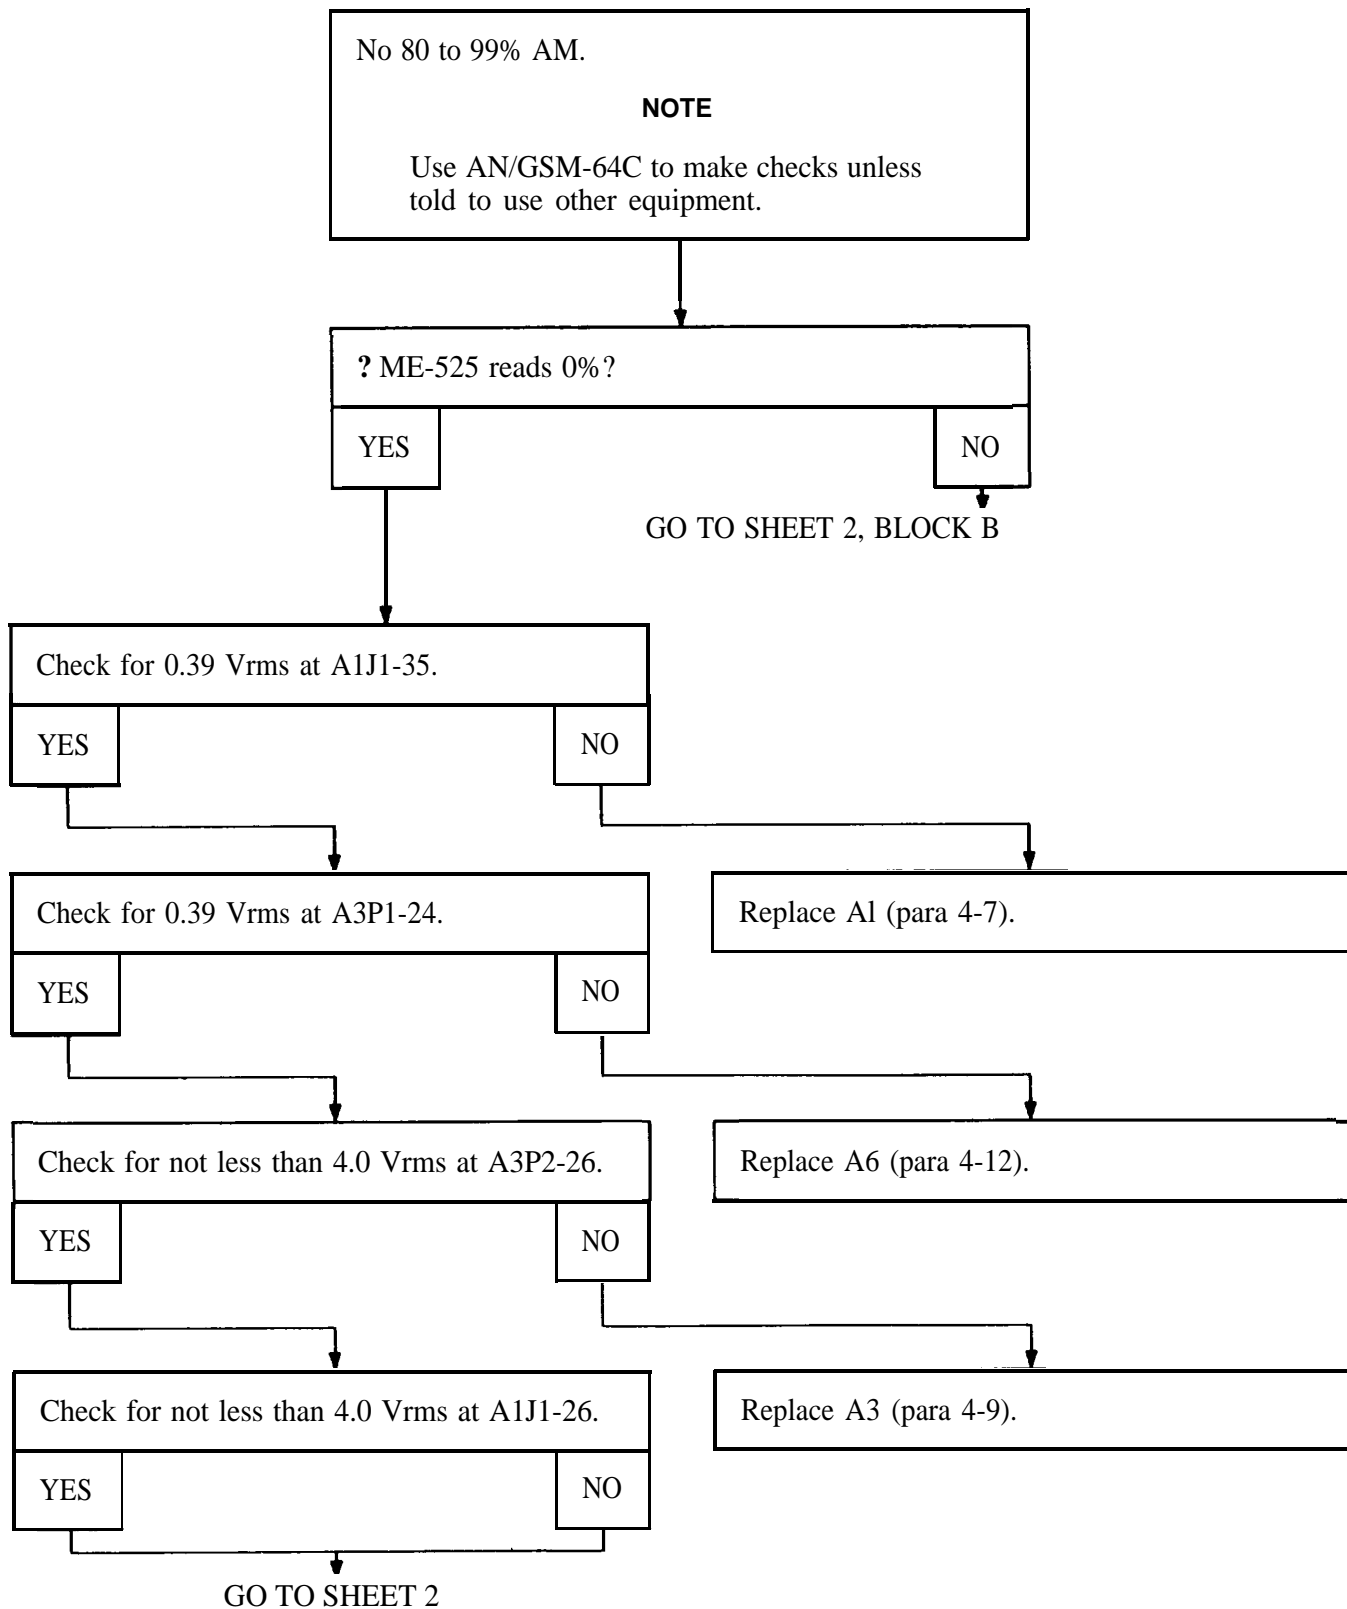 No 80 to 99% AM.
NOTE
Use AN/GSM-64C to make checks unless
told to use other equipment.
? ME-525 reads 0%?
YES
NO
GO TO SHEET 2, BLOCK B
Check for 0.39 Vrms at A1J1-35.
YES
NO
Check for 0.39 Vrms at A3P1-24.
Replace Al (para 4-7).
YES
NO
Check for not less than 4.0 Vrms at A3P2-26.
Replace A6 (para 4-12).
YES
NO
Check for not less than 4.0 Vrms at A1J1-26.
Replace A3 (para 4-9).
YES
NO
GO TO SHEET 2